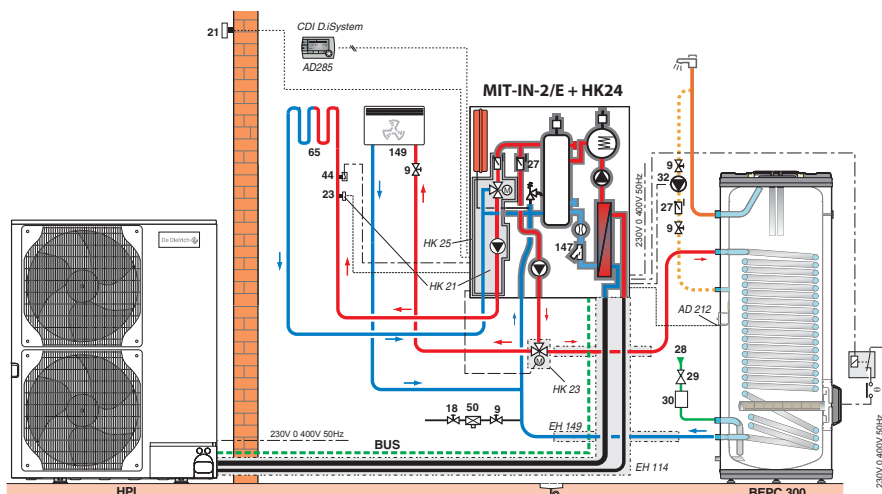 CDI D.iSystem
21
AD285
MIT-IN-2/E + HK24
65
149
9
44
23
27
HK 25
147
HK 21
230V 0 400V 50Hz
9
32
27
9
AD 212
28
29
30
HK 23
18
50
9
EH 149
EH 114
230V 0 400V 50Hz
BUS
De Dietrich
M
M
θ
230V 0 400V 50Hz
HPI
BEPC 300